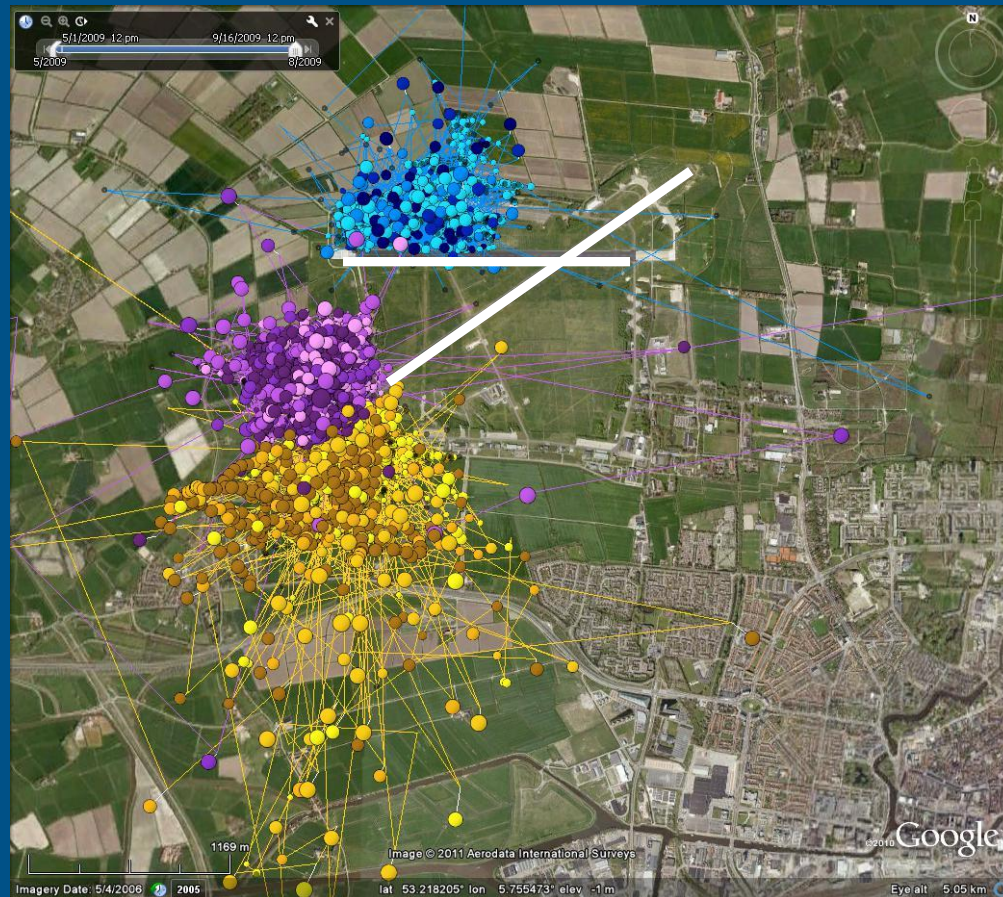 5/1/2009 12 pm 9/16/2009 12 pm
5/2009 8/2009
N
1169 m
Image © 2011 Aerodata International Surveys
©2010 Google
Imagery Date: 5/4/2006 2005 lat 53.218205° lon 5.755473° elev -1 m Eye alt 5.05 km